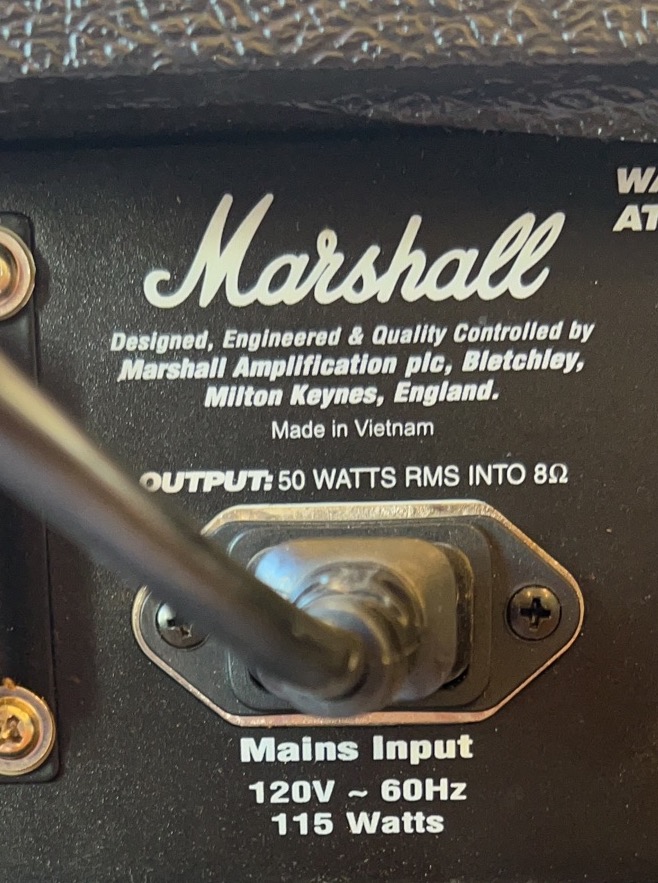 Marshall
Designed, Engineered & Quality Controlled by
Marshall Amplification plc, Bletchley,
Milton Keynes, England.
Made in Vietnam
OUTPUT: 50 WATTS RMS INTO 8Ω
Mains Input
120V ~ 60Hz
115 Watts